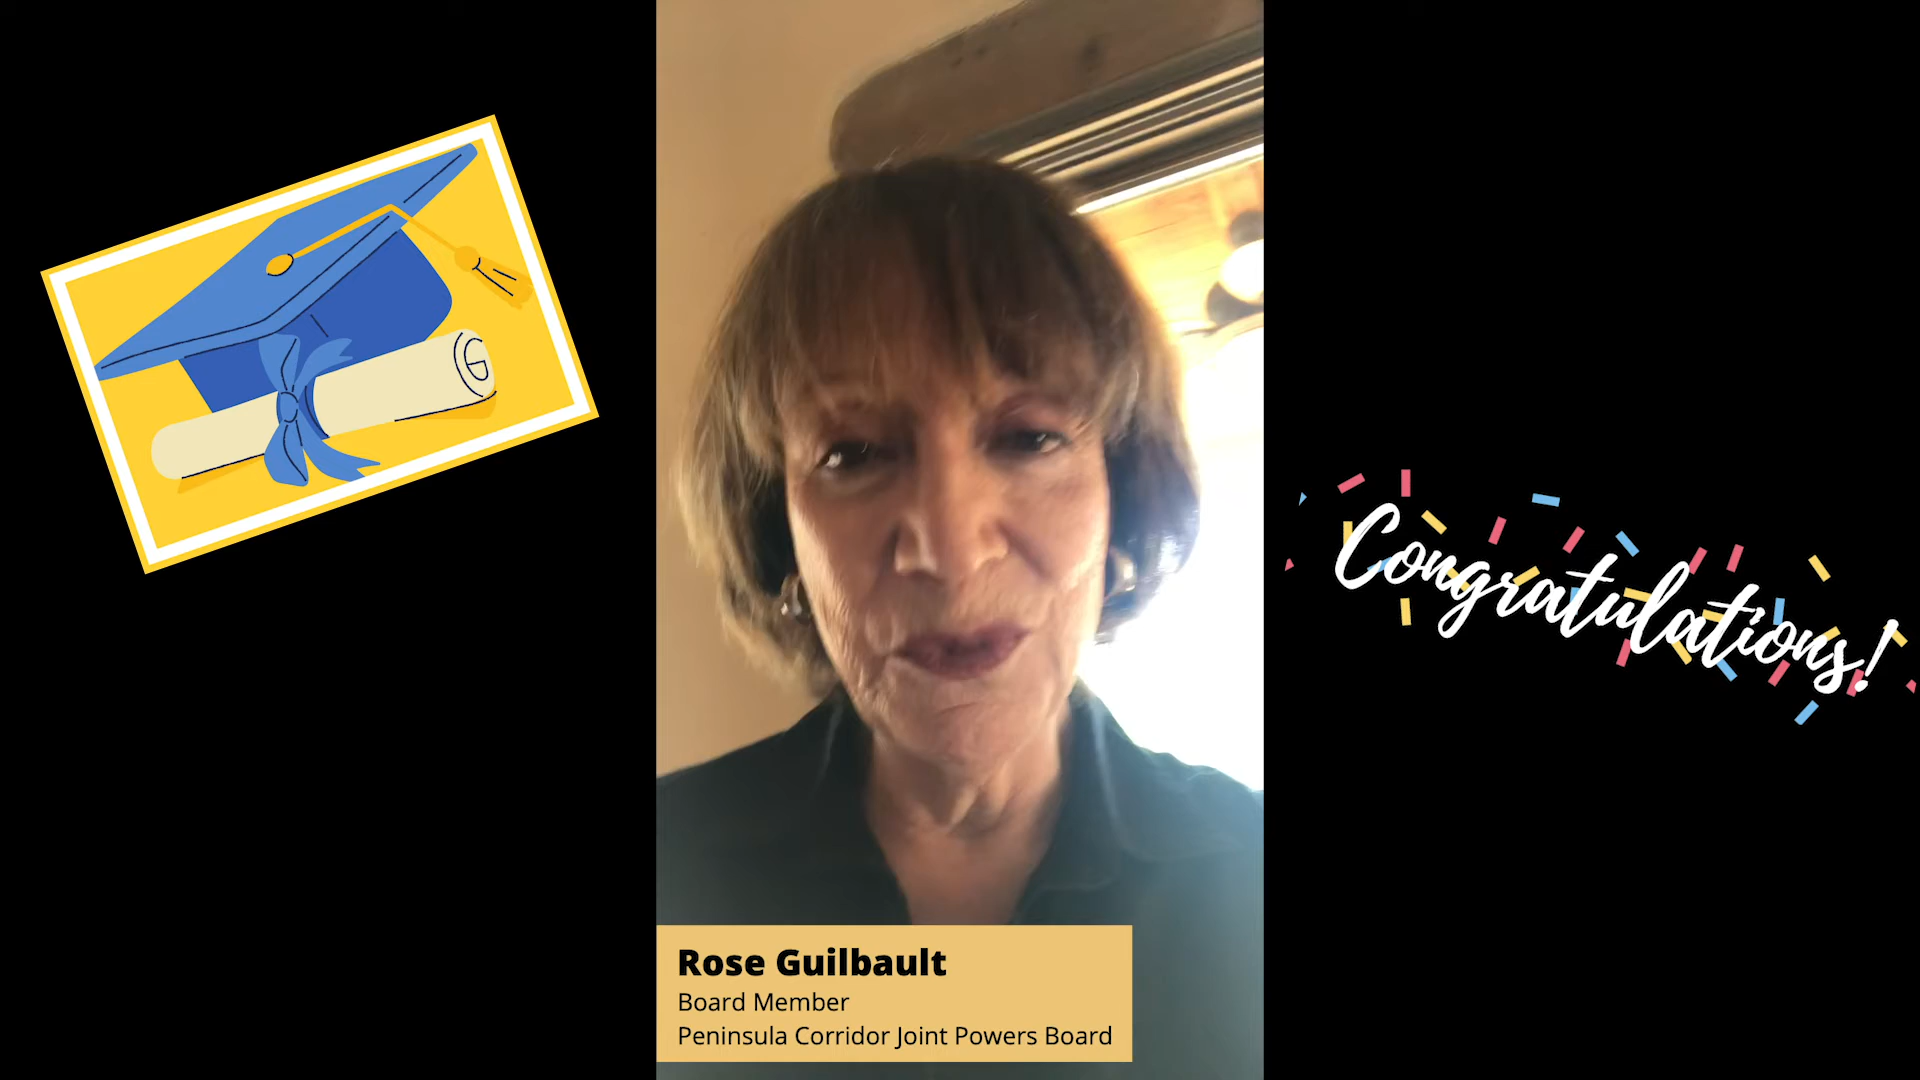 Congratulations!
Rose Guilbault
Board Member
Peninsula Corridor Joint Powers Board